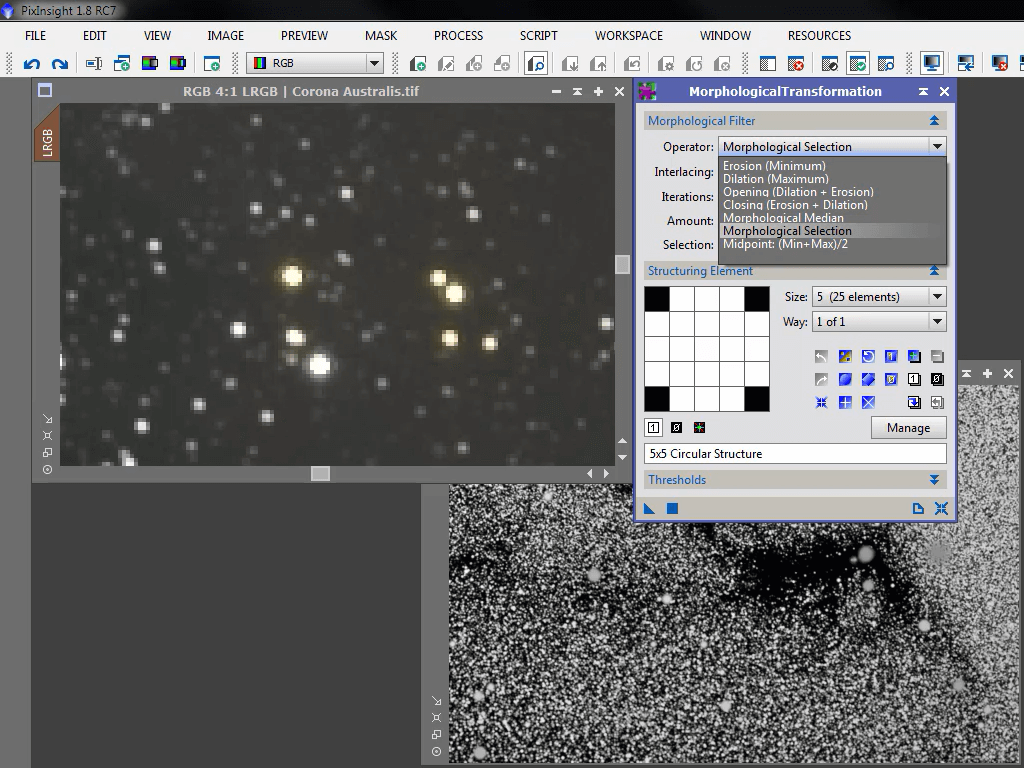 PixInsight 1.8 RC7
FILE EDIT VIEW IMAGE PREVIEW MASK PROCESS SCRIPT WORKSPACE WINDOW RESOURCES
RGB
RGB 4:1 LRGB | Corona Australis.tif
LRGB
MorphologicalTransformation
Morphological Filter
Operator: Morphological Selection
Erosion (Minimum)
Interlacing:
Dilation (Maximum)
Opening (Dilation + Erosion)
Iterations:
Closing (Erosion + Dilation)
Amount:
Morphological Median
Morphological Selection
Selection:
Midpoint: (Min+Max)/2
Structuring Element
Size: 5 (25 elements)
Way: 1 of 1
Manage
5x5 Circular Structure
Thresholds